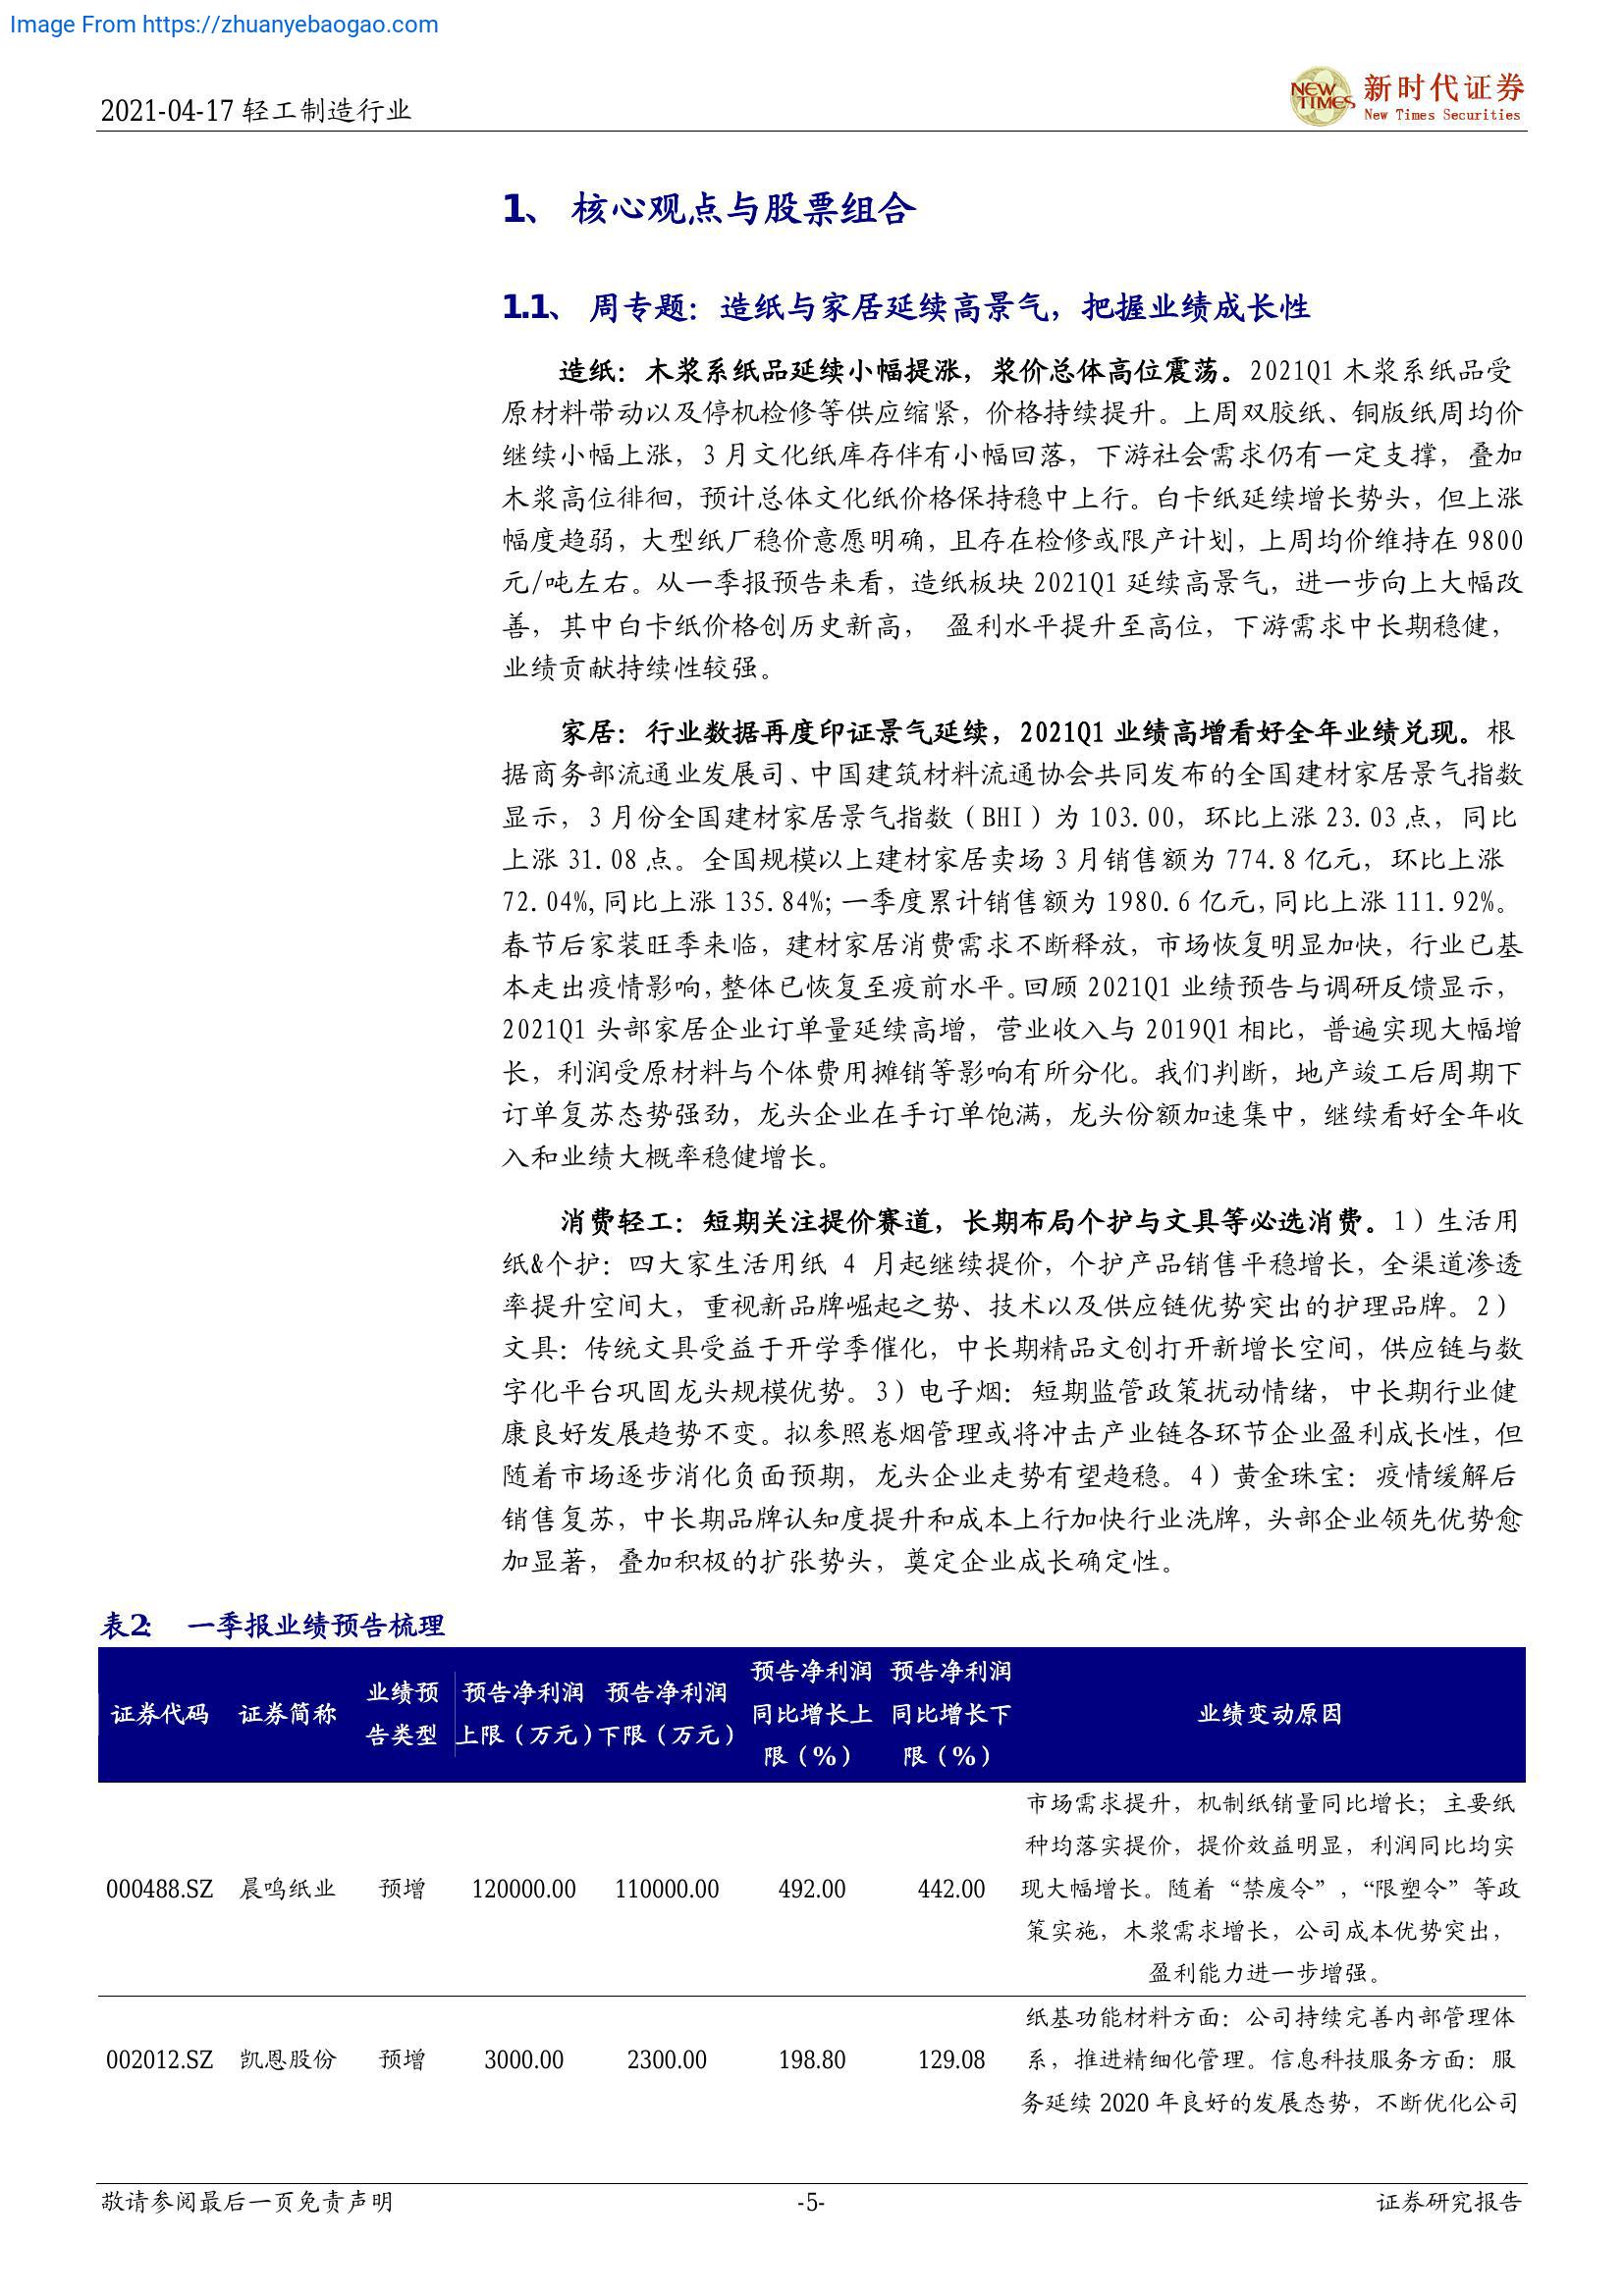 Image From https://zhuanyebaogao.com
2021-04-17 轻工制造行业
NEW TIMES
新时代证券
New Times Securities
1、 核心观点与股票组合
1.1、 周专题：造纸与家居延续高景气，把握业绩成长性
造纸：木浆系纸品延续小幅提涨，浆价总体高位震荡。2021Q1 木浆系纸品受
原材料带动以及停机检修等供应缩紧，价格持续提升。上周双胶纸、铜版纸周均价
继续小幅上涨，3 月文化纸库存伴有小幅回落，下游社会需求仍有一定支撑，叠加
木浆高位徘徊，预计总体文化纸价格保持稳中上行。白卡纸延续增长势头，但上涨
幅度趋弱，大型纸厂稳价意愿明确，且存在检修或限产计划，上周均价维持在 9800
元/吨左右。从一季报预告来看，造纸板块 2021Q1 延续高景气，进一步向上大幅改
善，其中白卡纸价格创历史新高， 盈利水平提升至高位，下游需求中长期稳健，
业绩贡献持续性较强。
家居：行业数据再度印证景气延续，2021Q1 业绩高增看好全年业绩兑现。根
据商务部流通业发展司、中国建筑材料流通协会共同发布的全国建材家居景气指数
显示，3 月份全国建材家居景气指数（BHI）为 103.00，环比上涨 23.03 点，同比
上涨 31.08 点。全国规模以上建材家居卖场 3 月销售额为 774.8 亿元，环比上涨
72.04%,同比上涨 135.84%;一季度累计销售额为 1980.6 亿元,同比上涨 111.92%。
春节后家装旺季来临，建材家居消费需求不断释放，市场恢复明显加快，行业已基
本走出疫情影响，整体已恢复至疫前水平。回顾 2021Q1 业绩预告与调研反馈显示，
2021Q1 头部家居企业订单量延续高增，营业收入与 2019Q1 相比，普遍实现大幅增
长，利润受原材料与个体费用摊销等影响有所分化。我们判断，地产竣工后周期下
订单复苏态势强劲，龙头企业在手订单饱满，龙头份额加速集中，继续看好全年收
入和业绩大概率稳健增长。
消费轻工：短期关注提价赛道，长期布局个护与文具等必选消费。1）生活用
纸&个护：四大家生活用纸 4 月起继续提价，个护产品销售平稳增长，全渠道渗透
率提升空间大，重视新品牌崛起之势、技术以及供应链优势突出的护理品牌。2）
文具：传统文具受益于开学季催化，中长期精品文创打开新增长空间，供应链与数
字化平台巩固龙头规模优势。3）电子烟：短期监管政策扰动情绪，中长期行业健
康良好发展趋势不变。拟参照卷烟管理或将冲击产业链各环节企业盈利成长性，但
随着市场逐步消化负面预期，龙头企业走势有望趋稳。4）黄金珠宝：疫情缓解后
销售复苏，中长期品牌认知度提升和成本上行加快行业洗牌，头部企业领先优势愈
加显著，叠加积极的扩张势头，奠定企业成长确定性。
表2： 一季报业绩预告梳理
证券代码 证券简称 业绩预告类型 预告净利润上限（万元） 预告净利润下限（万元） 预告净利润同比增长上限（%） 预告净利润同比增长下限（%） 业绩变动原因
市场需求提升，机制纸销量同比增长；主要纸
种均落实提价，提价效益明显，利润同比均实
000488.SZ 晨鸣纸业 预增 120000.00 110000.00 492.00 442.00 现大幅增长。随着“禁废令”，“限塑令”等政
策实施，木浆需求增长，公司成本优势突出，
盈利能力进一步增强。
纸基功能材料方面：公司持续完善内部管理体
002012.SZ 凯恩股份 预增 3000.00 2300.00 198.80 129.08 系，推进精细化管理。信息科技服务方面：服
务延续 2020 年良好的发展态势，不断优化公司
敬请参阅最后一页免责声明 -5- 证券研究报告